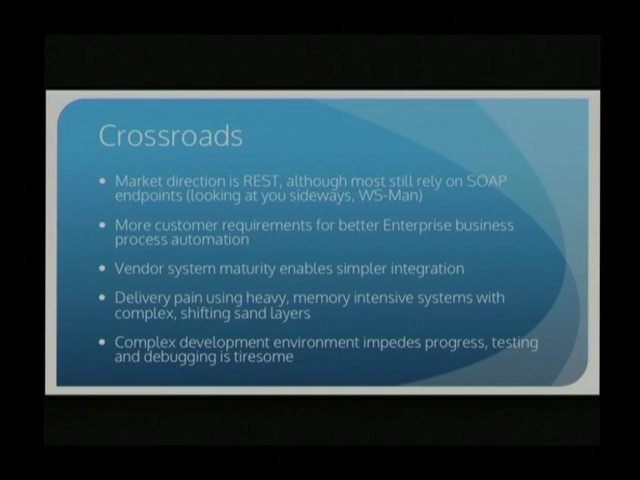 Crossroads
• Market direction is REST, although most still rely on SOAP
endpoints (looking at you sideways, WS-Man)
• More customer requirements for better Enterprise business
process automation
• Vendor system maturity enables simpler integration
• Delivery pain using heavy, memory intensive systems with
complex, shifting sand layers
• Complex development environment impedes progress, testing
and debugging is tiresome